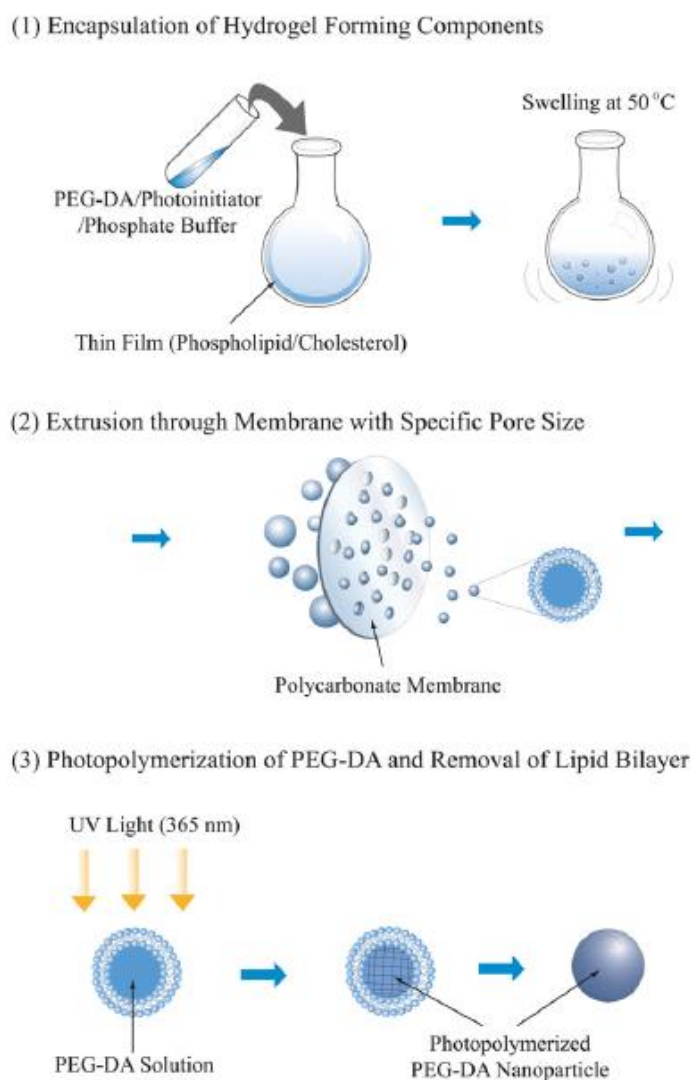 (1) Encapsulation of Hydrogel Forming Components
Swelling at 50 °C
PEG-DA/Photoinitiator
/Phosphate Buffer
Thin Film (Phospholipid/Cholesterol)
(2) Extrusion through Membrane with Specific Pore Size
Polycarbonate Membrane
(3) Photopolymerization of PEG-DA and Removal of Lipid Bilayer
UV Light (365 nm)
PEG-DA Solution
Photopolymerized
PEG-DA Nanoparticle